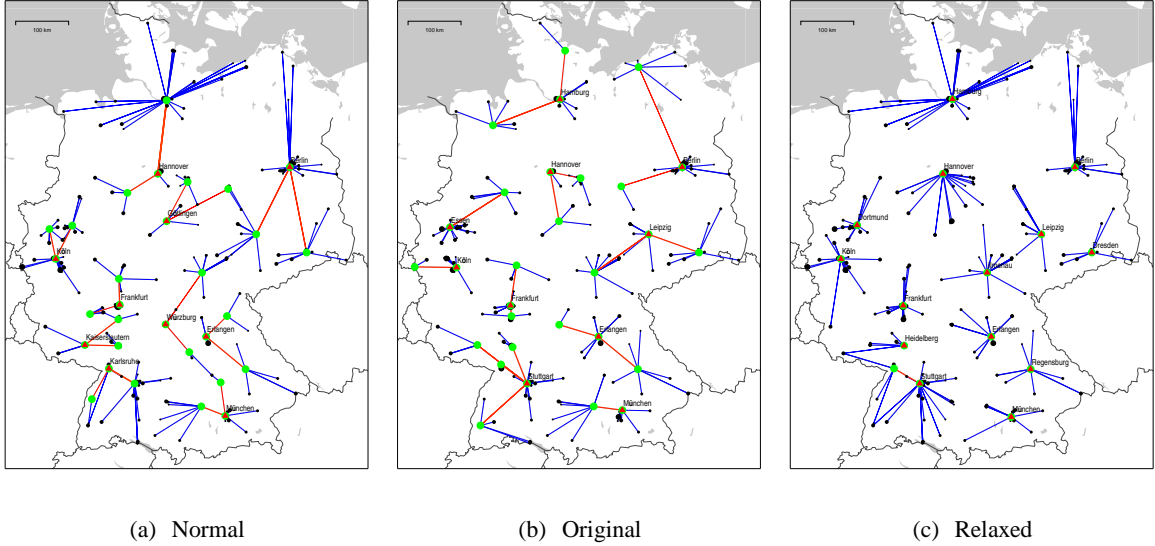 100 km
Hannover
Berlin
Göttingen
Köln
Frankfurt
Würzburg
Erlangen
Kaiserslautern
Karlsruhe
München
100 km
Hamburg
Hannover
Berlin
Essen
Leipzig
Köln
Frankfurt
Erlangen
Stuttgart
München
100 km
Hamburg
Hannover
Berlin
Dortmund
Leipzig
Köln
Dresden
Ilmenau
Frankfurt
Erlangen
Heidelberg
Regensburg
Stuttgart
München
(a) Normal
(b) Original
(c) Relaxed